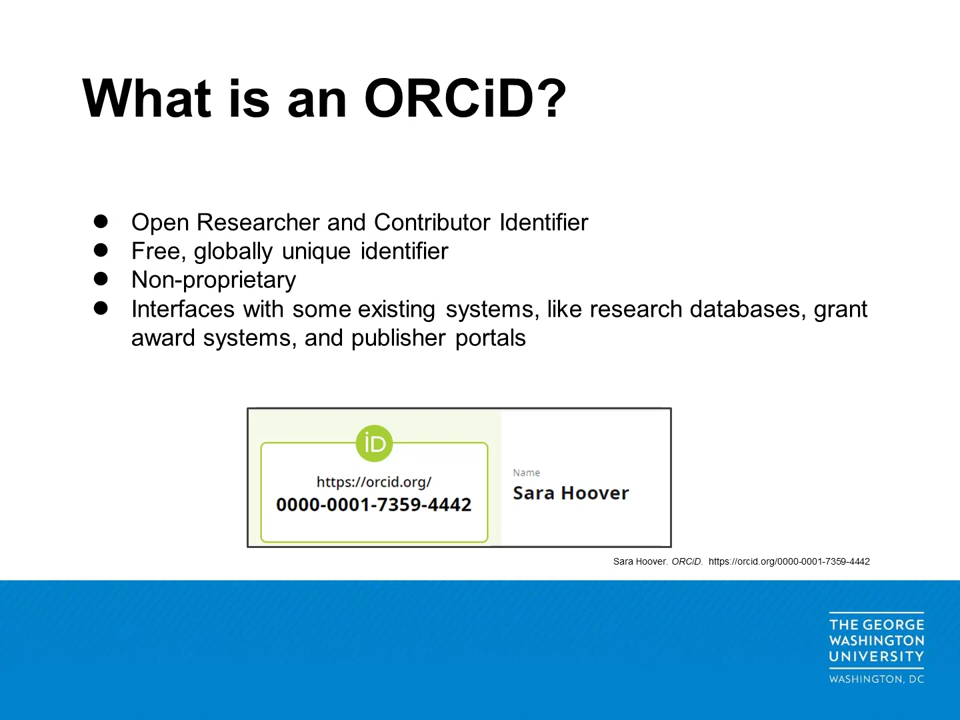 What is an ORCiD?
● Open Researcher and Contributor Identifier
● Free, globally unique identifier
● Non-proprietary
● Interfaces with some existing systems, like research databases, grant
award systems, and publisher portals
iD
https://orcid.org/
0000-0001-7359-4442
Name
Sara Hoover
Sara Hoover. ORCiD. https://orcid.org/0000-0001-7359-4442
THE GEORGE
WASHINGTON
UNIVERSITY
WASHINGTON, DC